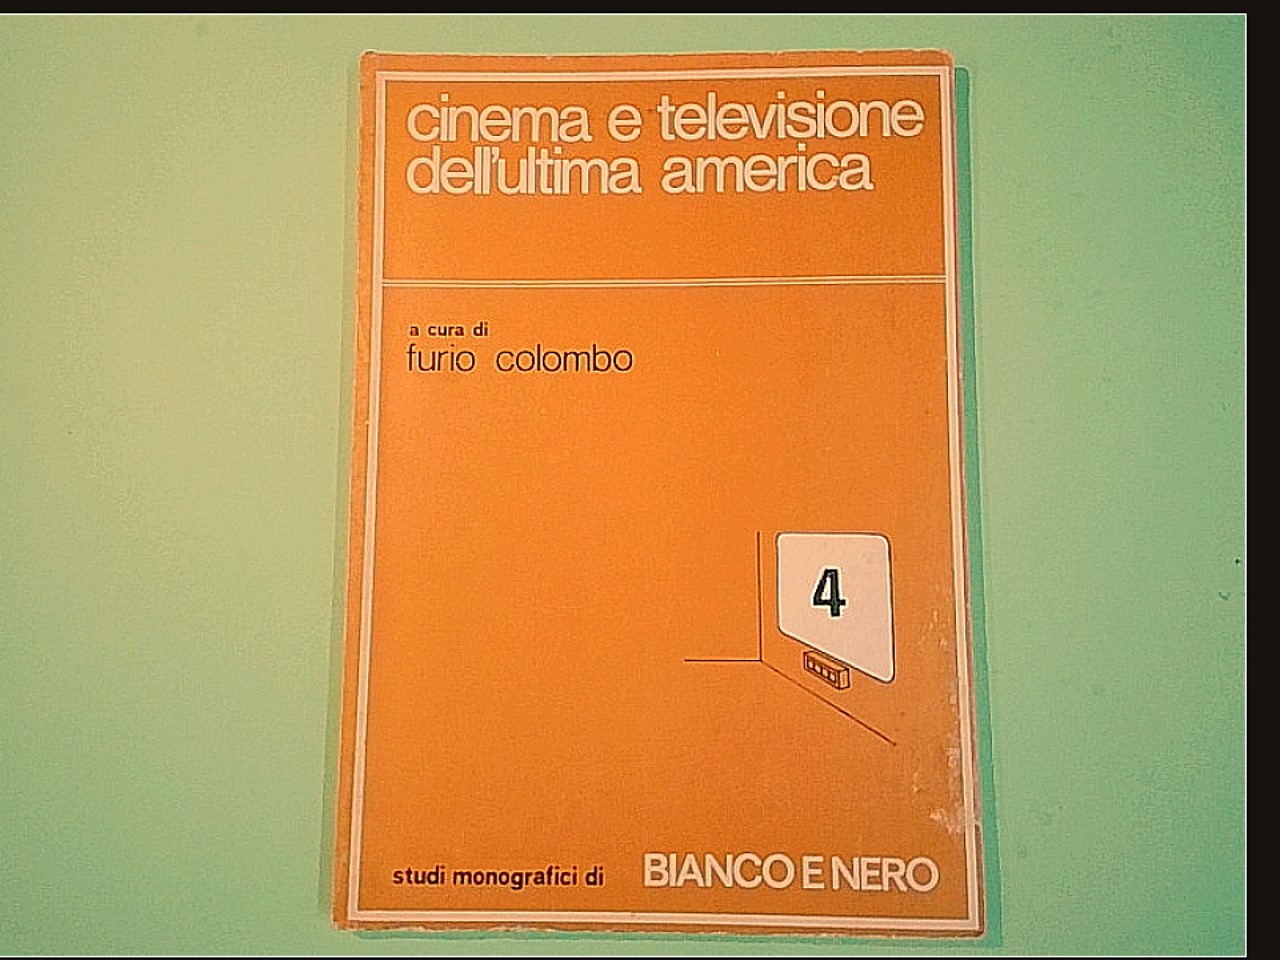 cinema e televisione
dell'ultima america
a cura di
furio colombo
4
studi monografici di BIANCO E NERO